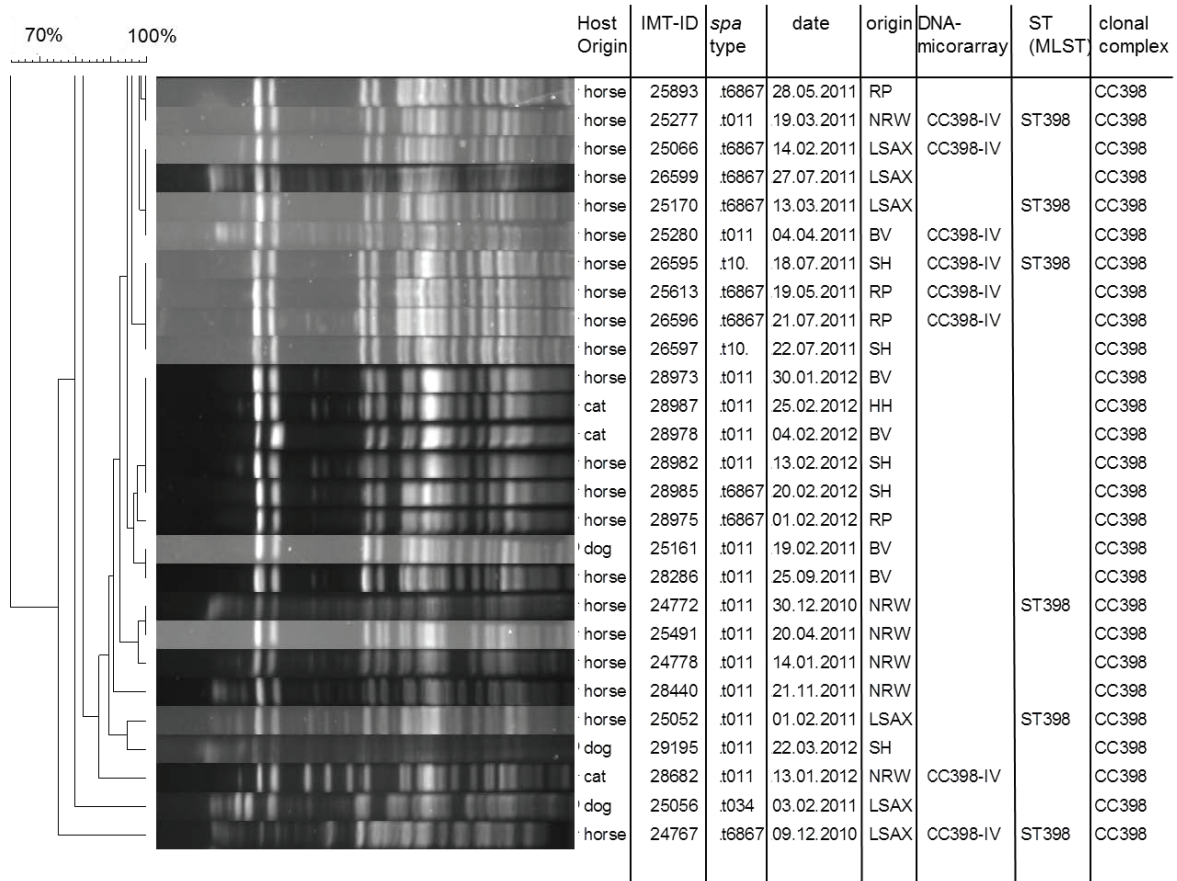 70% 100%
Host Origin IMT-ID spa type date origin DNA-micorarray ST (MLST) clonal complex
horse 25893 .t6867 28.05.2011 RP CC398
horse 25277 .t011 .19.03.2011 NRW CC398-IV ST398 CC398
horse 25066 .t6867 .14.02.2011 LSAX CC398-IV CC398
horse 26599 .t6867 27.07.2011 LSAX CC398
horse 25170 .t6867 .13.03.2011 LSAX ST398 CC398
horse 25280 .t011 04.04.2011 BV CC398-IV CC398
horse 26595 .t10. .18.07.2011 SH CC398-IV ST398 CC398
horse 25613 .t6867 .19.05.2011 RP CC398-IV CC398
horse 26596 .t6867 21.07.2011 RP CC398-IV CC398
horse 26597 .t10. 22.07.2011 SH CC398
horse 28973 .t011 30.01.2012 BV CC398
cat 28987 .t011 25.02.2012 HH CC398
cat 28978 .t011 04.02.2012 BV CC398
horse 28982 .t011 .13.02.2012 SH CC398
horse 28985 .t6867 20.02.2012 SH CC398
horse 28975 .t6867 .01.02.2012 RP CC398
dog 25161 .t011 .19.02.2011 BV CC398
horse 28286 .t011 25.09.2011 BV CC398
horse 24772 .t011 30.12.2010 NRW ST398 CC398
horse 25491 .t011 20.04.2011 NRW CC398
horse 24778 .t011 .14.01.2011 NRW CC398
horse 28440 .t011 21.11.2011 NRW CC398
horse 25052 .t011 01.02.2011 LSAX ST398 CC398
dog 29195 .t011 22.03.2012 SH CC398
cat 28682 .t011 .13.01.2012 NRW CC398-IV CC398
dog 25056 .t034 03.02.2011 LSAX CC398
horse 24767 .t6867 09.12.2010 LSAX CC398-IV ST398 CC398